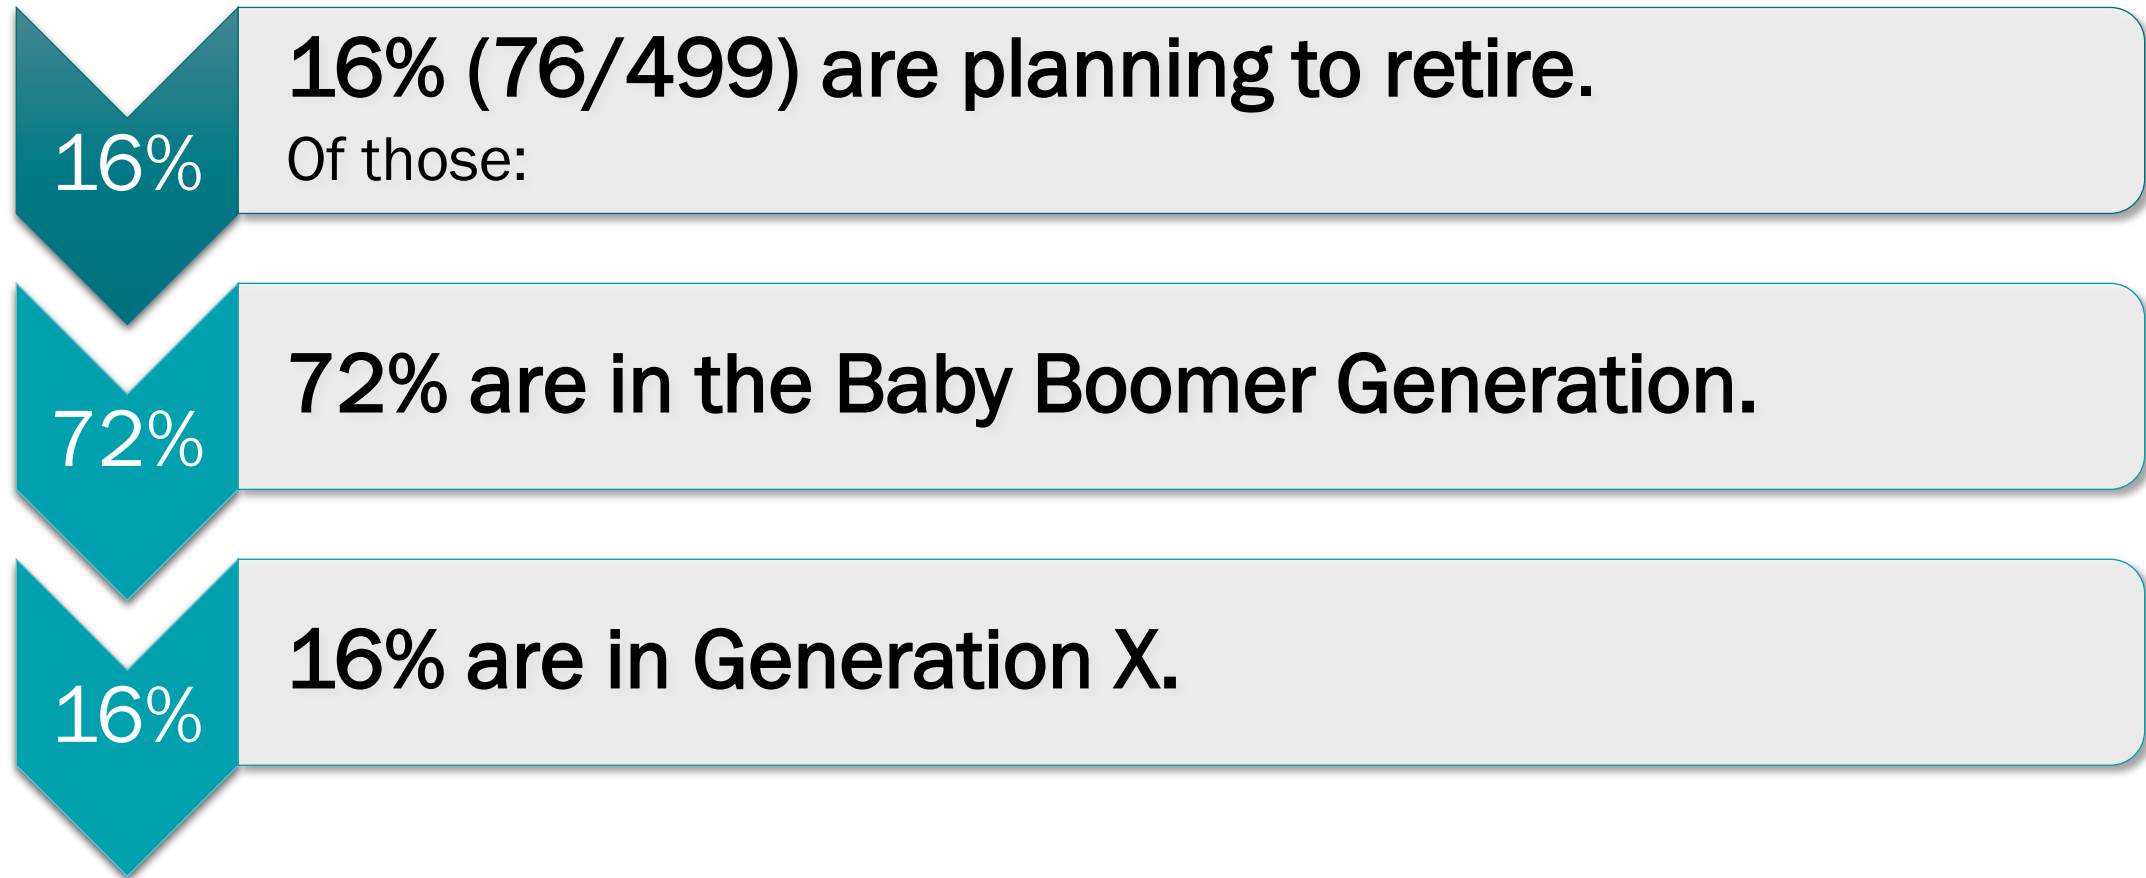 16%
16% (76/499) are planning to retire.
Of those:
72%
72% are in the Baby Boomer Generation.
16%
16% are in Generation X.